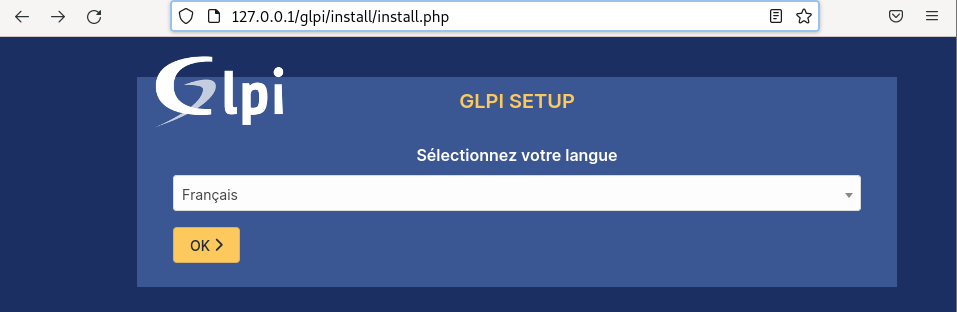 127.0.0.1/glpi/install/install.php
Glpi
GLPI SETUP
Sélectionnez votre langue
Français
OK